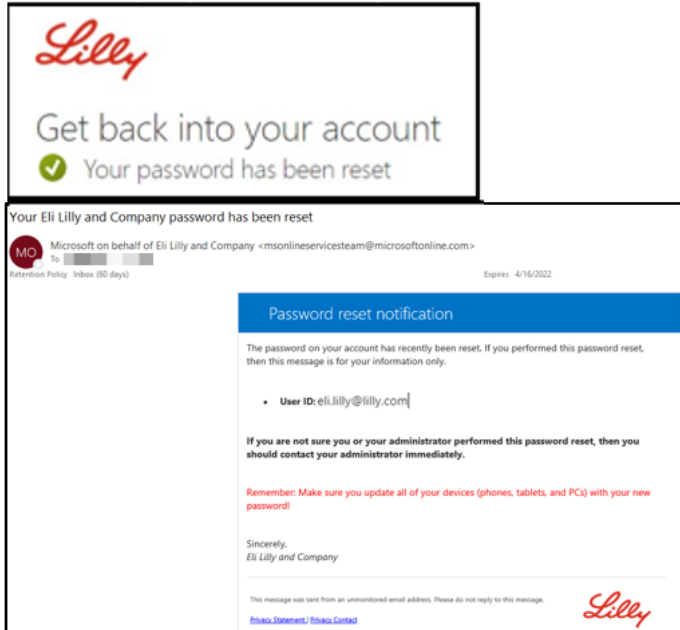 Lilly
Get back into your account
Your password has been reset
Your Eli Lilly and Company password has been reset
MO
Microsoft on behalf of Eli Lilly and Company <msonlineservicesteam@microsoftonline.com>
To
Retention Policy Inbox (60 days)
Expires 4/16/2022
Password reset notification
The password on your account has recently been reset. If you performed this password reset,
then this message is for your information only.
• User ID: eli.lilly@lilly.com
If you are not sure you or your administrator performed this password reset, then you
should contact your administrator immediately.
Remember: Make sure you update all of your devices (phones, tablets, and PCs) with your new
password!
Sincerely,
Eli Lilly and Company
This message was sent from an unmonitored email address. Please do not reply to this message.
Privacy Statement | Privacy Contact
Lilly